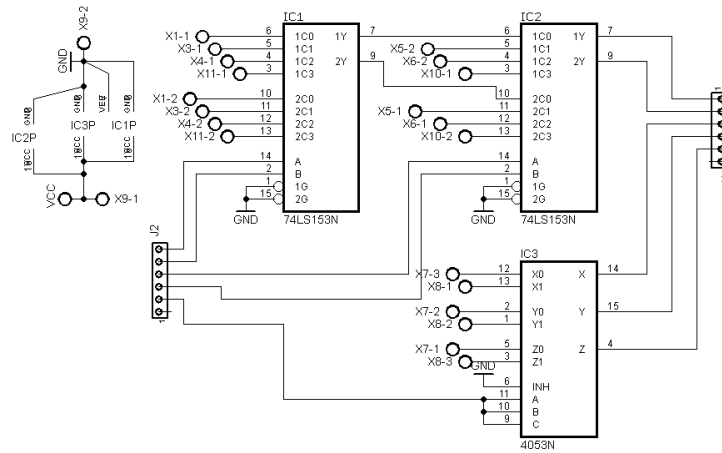 X9-2
GND
GND
VEE
GND
IC2P
IC3P
IC1P
VCC
X9-1
IC1
X1-1
6
1C0
1Y
7
X3-1
5
1C1
X4-1
4
1C2
2Y
9
X11-1
3
1C3
X1-2
10
2C0
X3-2
11
2C1
X4-2
12
2C2
X11-2
13
2C3
14
A
2
B
1
1G
15
2G
GND
74LS153N
IC2
6
1C0
1Y
7
X5-2
5
1C1
X6-2
4
1C2
2Y
9
X10-1
3
1C3
10
2C0
X5-1
11
2C1
X6-1
12
2C2
X10-2
13
2C3
14
A
2
B
1
1G
15
2G
GND
74LS153N
J2
1
1
IC3
X7-3
12
X0
X
14
X8-1
13
X1
X7-2
2
Y0
Y
15
X8-2
1
Y1
X7-1
5
Z0
Z
4
X8-3
3
Z1
GND
6
INH
11
A
10
B
9
C
4053N